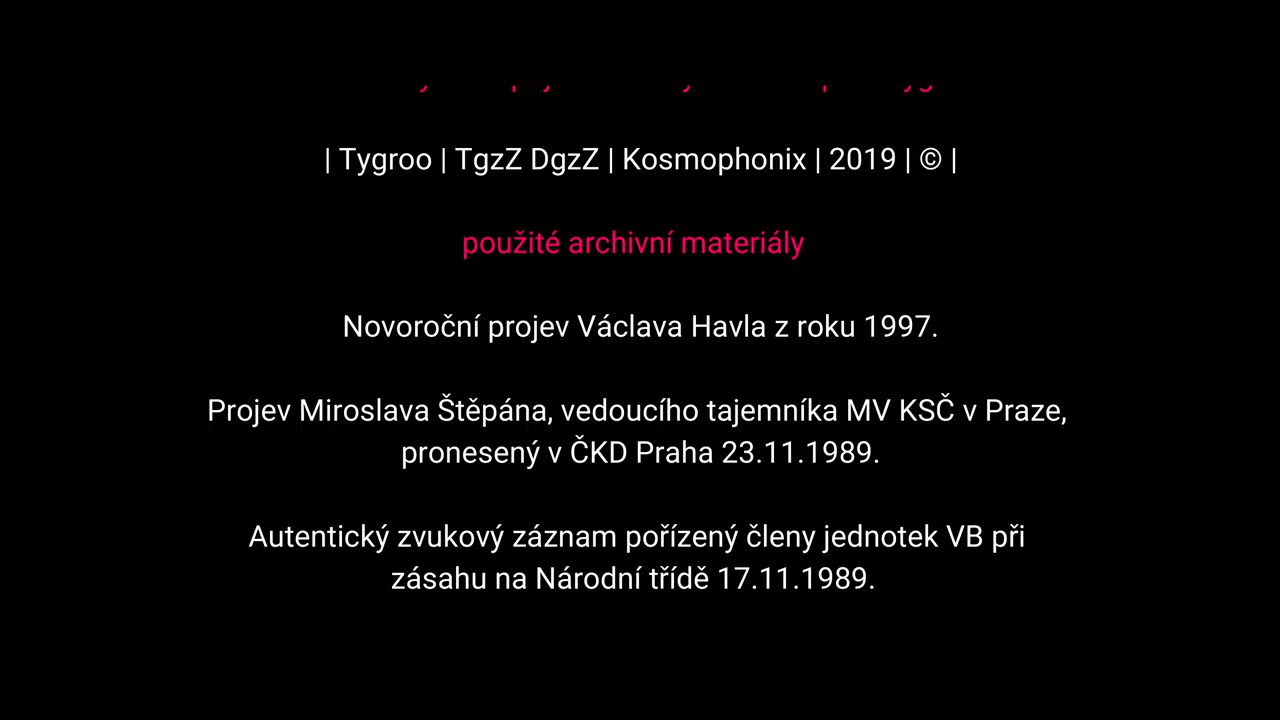 | Tygroo | TgzZ DgzZ | Kosmophonix | 2019 | © |
použité archivní materiály
Novoroční projev Václava Havla z roku 1997.
Projev Miroslava Štěpána, vedoucího tajemníka MV KSČ v Praze,
pronesený v ČKD Praha 23.11.1989.
Autentický zvukový záznam pořízený členy jednotek VB při
zásahu na Národní třídě 17.11.1989.